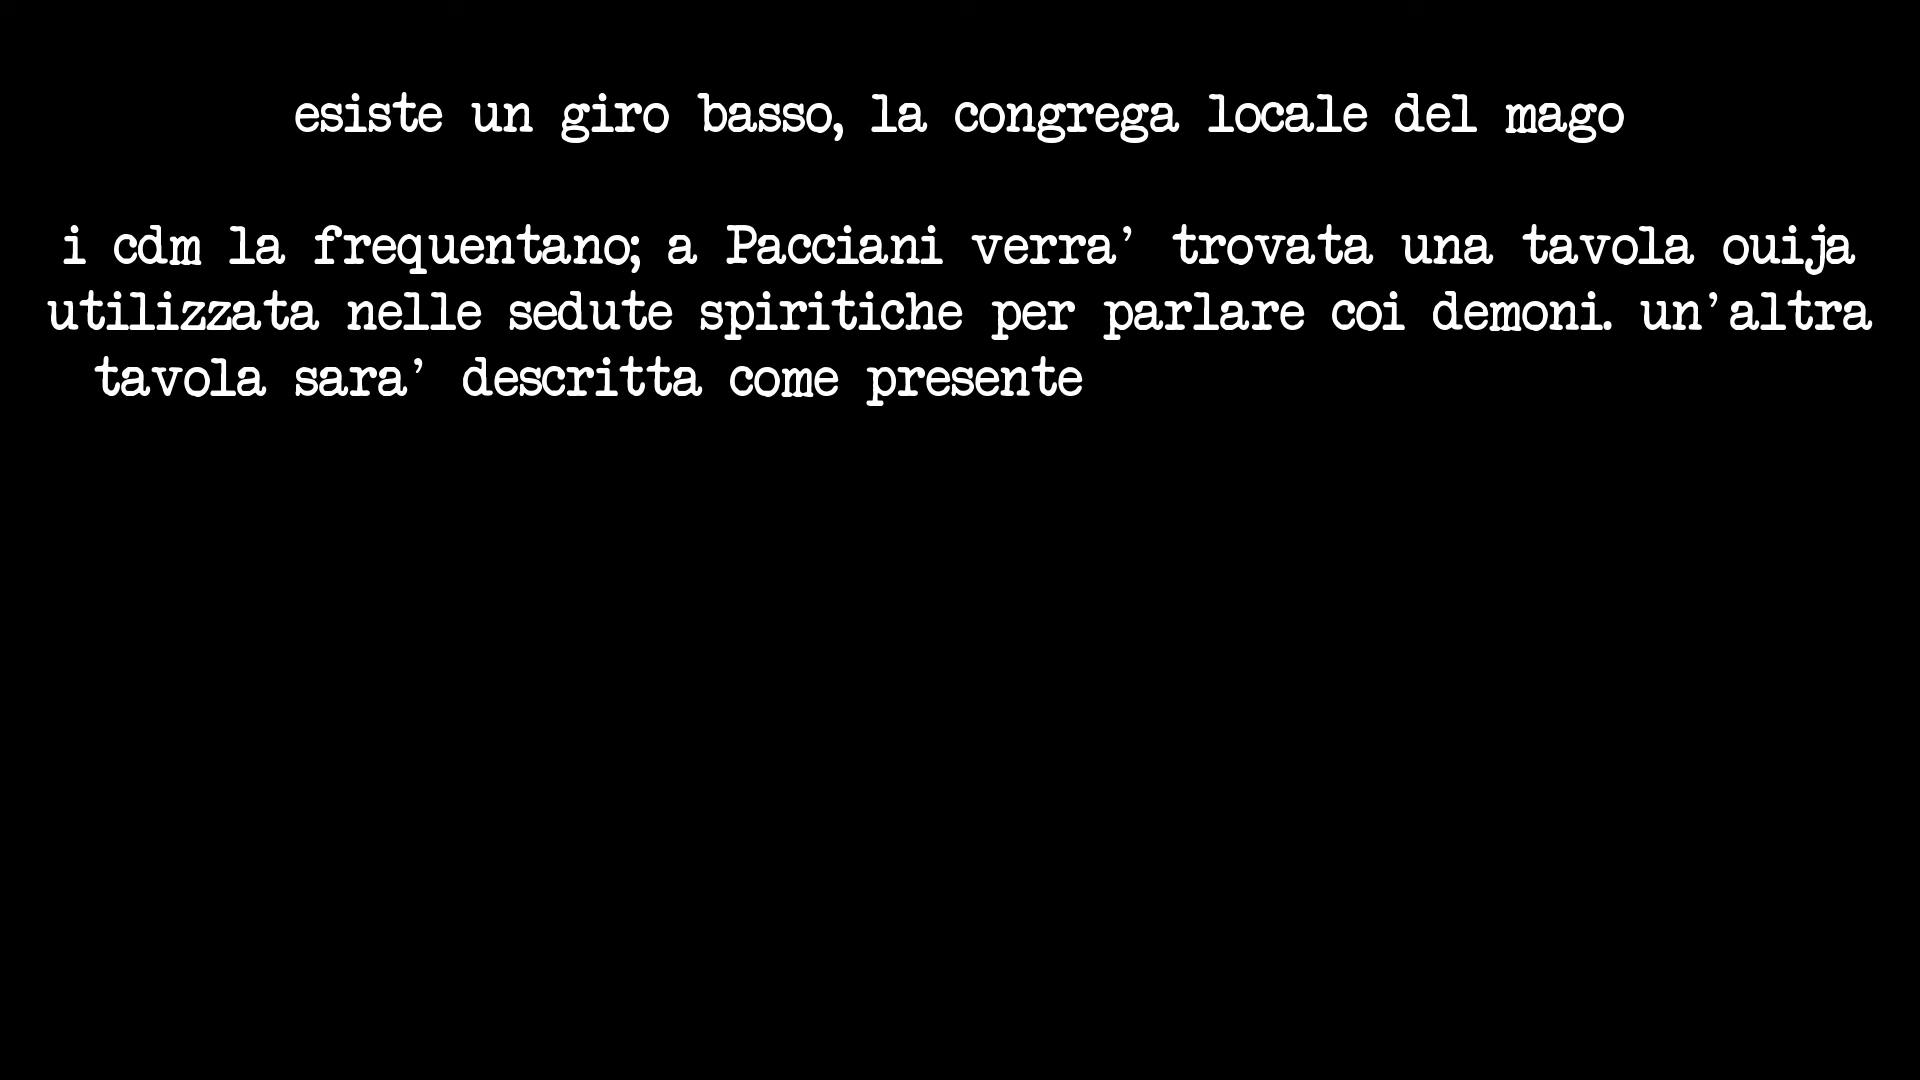 esiste un giro basso, la congrega locale del mago
i cdm la frequentano; a Pacciani verra' trovata una tavola ouija
utilizzata nelle sedute spiritiche per parlare coi demoni. un'altra
tavola sara' descritta come presente